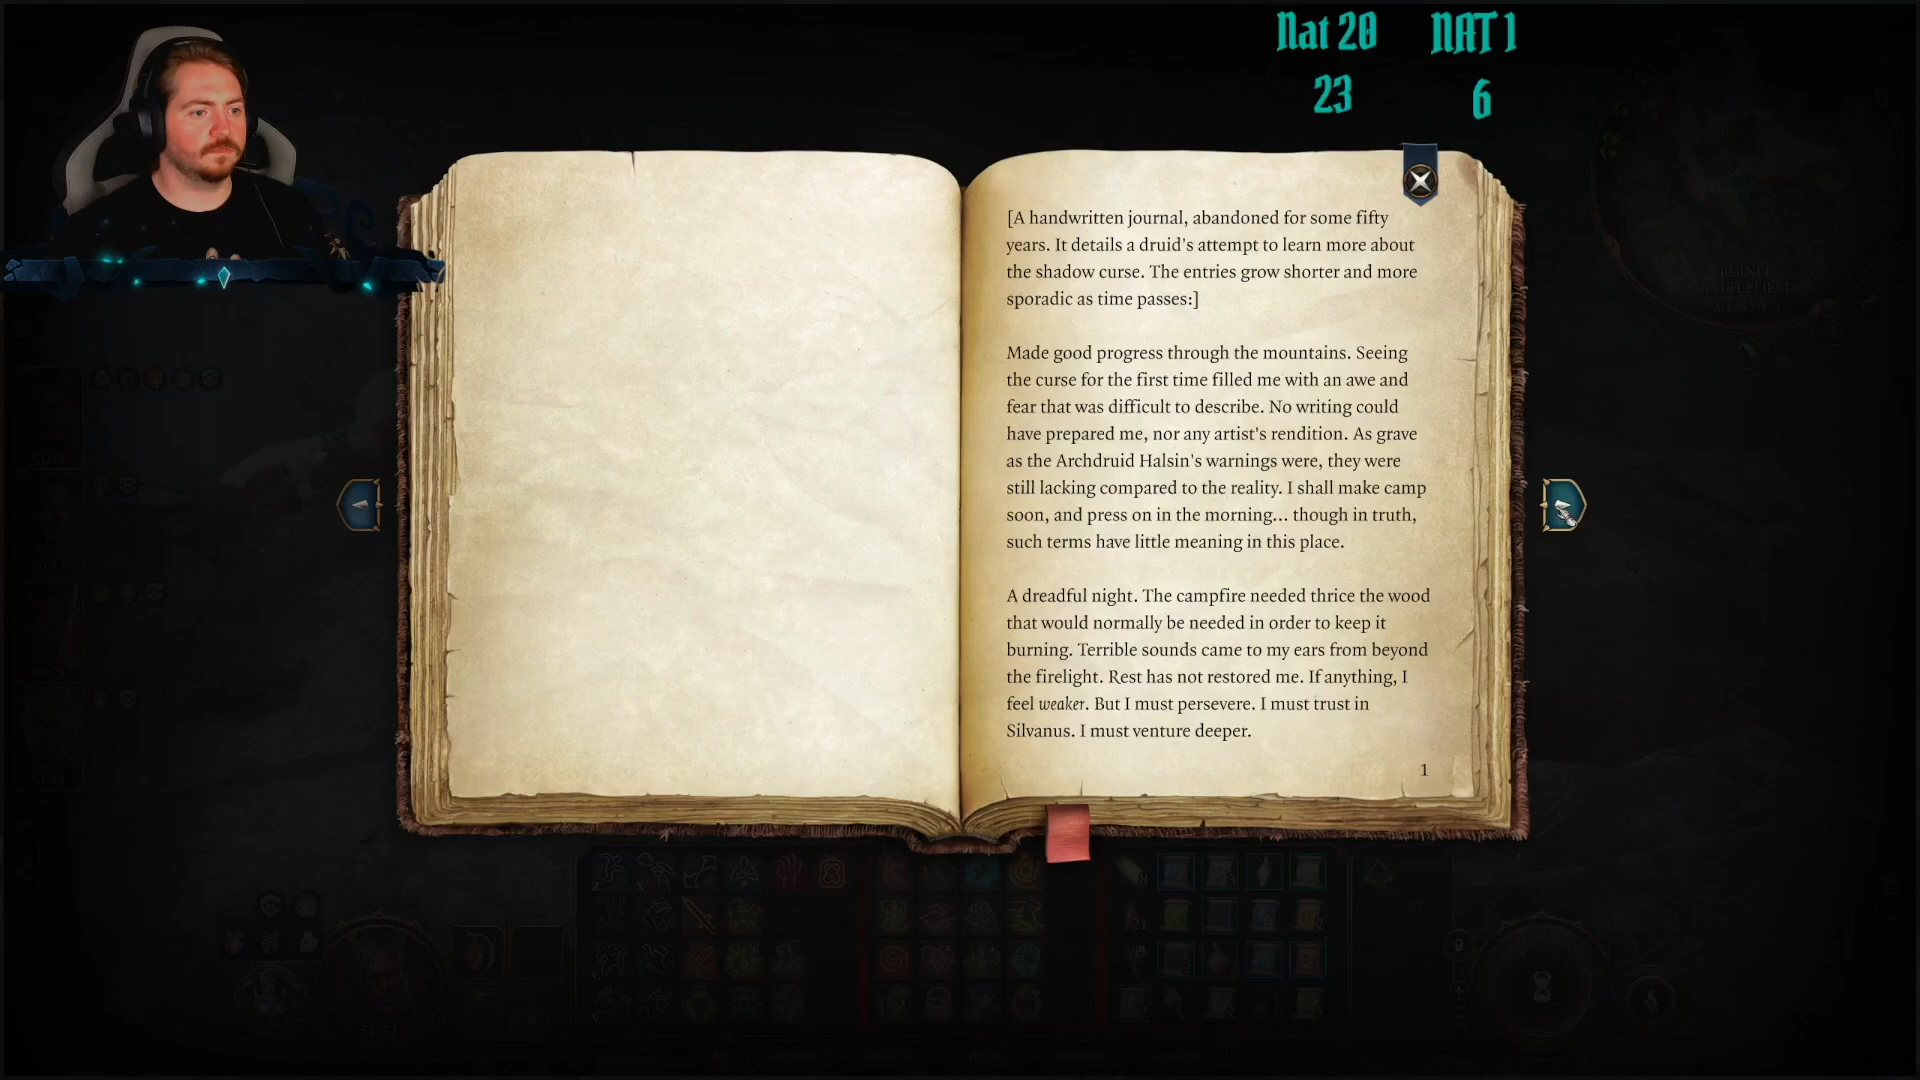 Nat 20 NAT 1
23 6
[A handwritten journal, abandoned for some fifty
years. It details a druid's attempt to learn more about
the shadow curse. The entries grow shorter and more
sporadic as time passes:]
Made good progress through the mountains. Seeing
the curse for the first time filled me with an awe and
fear that was difficult to describe. No writing could
have prepared me, nor any artist's rendition. As grave
as the Archdruid Halsin's warnings were, they were
still lacking compared to the reality. I shall make camp
soon, and press on in the morning... though in truth,
such terms have little meaning in this place.
A dreadful night. The campfire needed thrice the wood
that would normally be needed in order to keep it
burning. Terrible sounds came to my ears from beyond
the firelight. Rest has not restored me. If anything, I
feel weaker. But I must persevere. I must trust in
Silvanus. I must venture deeper.
1
RUINED
BATTLEFIELD
51/52